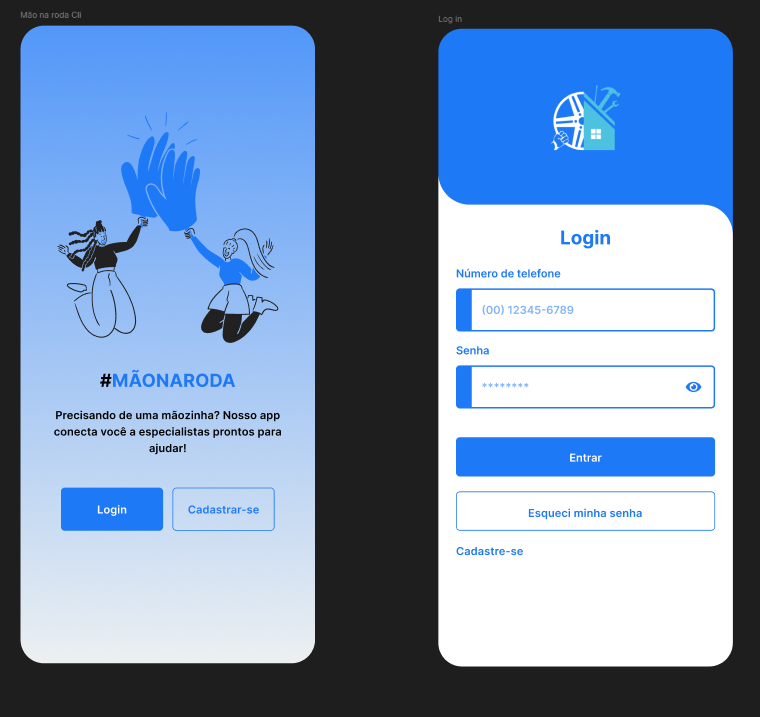 Mão na roda Cli
#MÃONARODA
Precisando de uma mãozinha? Nosso app
conecta você a especialistas prontos para
ajudar!
Login
Cadastrar-se
Log in
Login
Número de telefone
(00) 12345-6789
Senha
********
Entrar
Esqueci minha senha
Cadastre-se